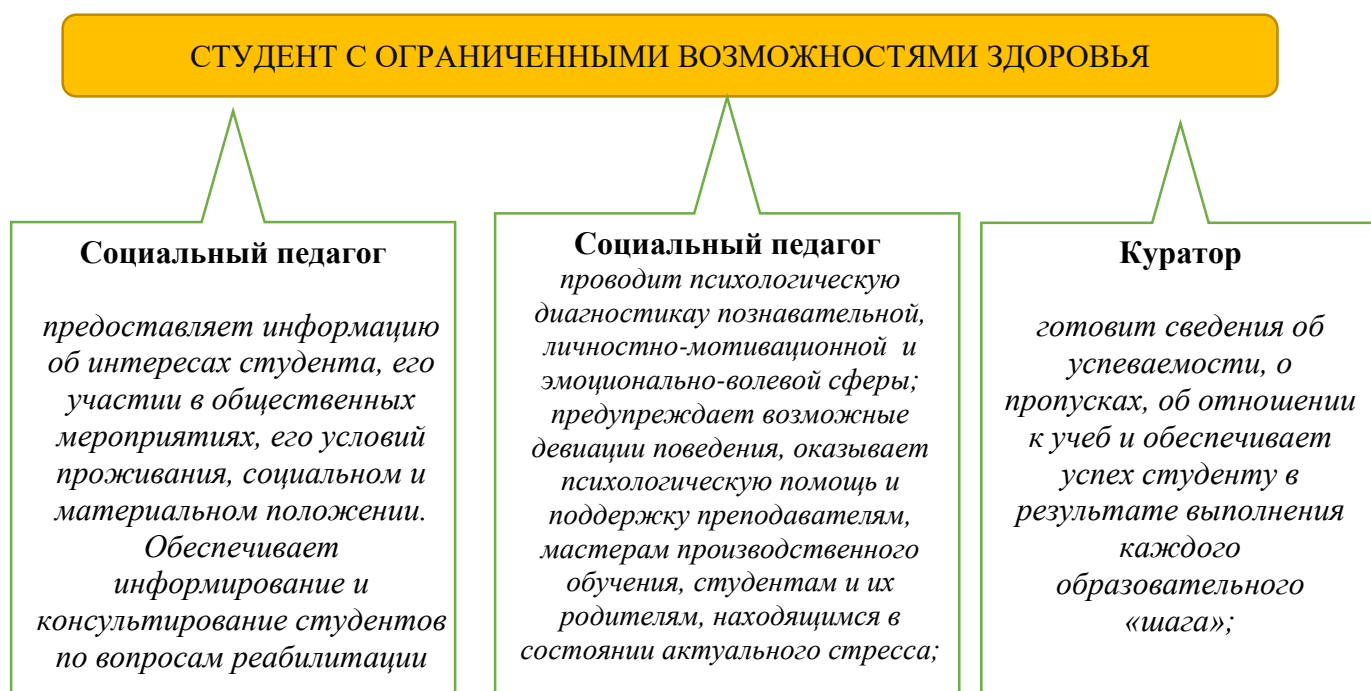 СТУДЕНТ С ОГРАНИЧЕННЫМИ ВОЗМОЖНОСТЯМИ ЗДОРОВЬЯ
Социальный педагог
предоставляет информацию
об интересах студента, его
участии в общественных
мероприятиях, его условий
проживания, социальном и
материальном положении.
Обеспечивает
информирование и
консультирование студентов
по вопросам реабилитации
Социальный педагог
проводит психологическую
диагностикау познавательной,
личностно-мотивационной и
эмоционально-волевой сферы;
предупреждает возможные
девиации поведения, оказывает
психологическую помощь и
поддержку преподавателям,
мастерам производственного
обучения, студентам и их
родителям, находящимся в
состоянии актуального стресса;
Куратор
готовит сведения об
успеваемости, о
пропусках, об отношении
к учеб и обеспечивает
успех студенту в
результате выполнения
каждого
образовательного
«шага»;